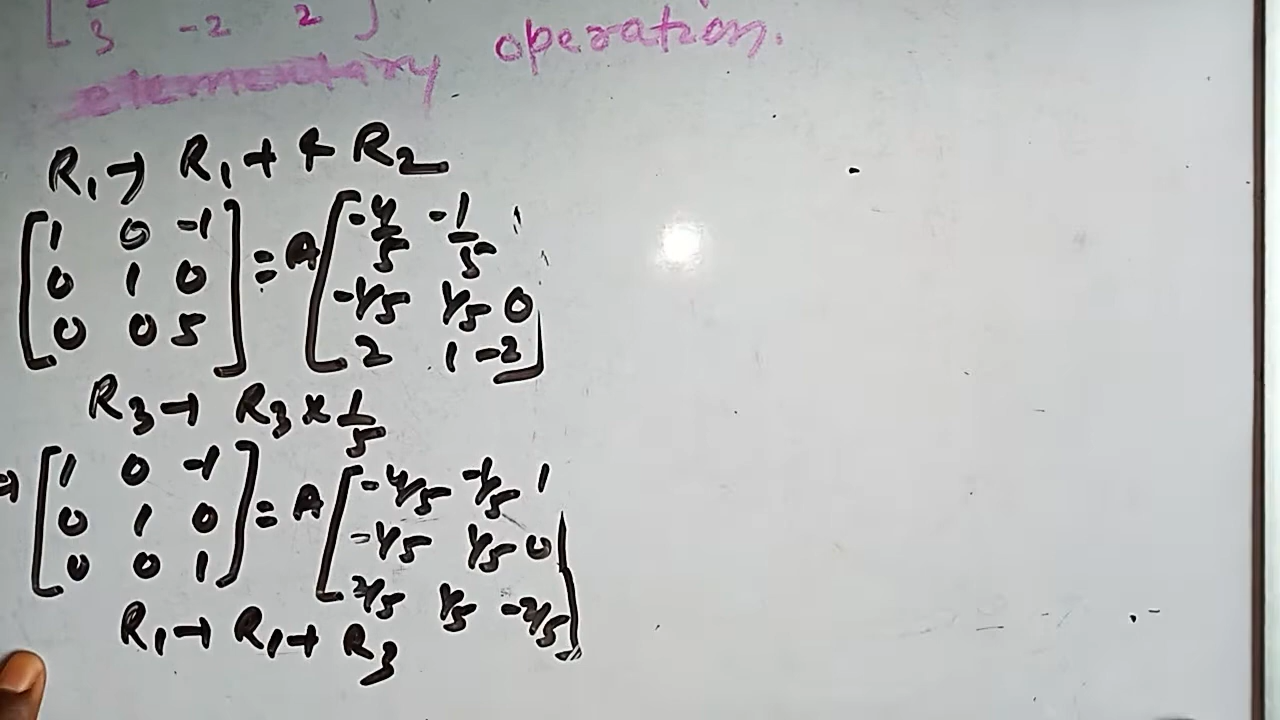 3 -2 2 ]
elementary operation.
R₁ → R₁ + 4 R₂
[ 1 0 -1 ] = A [ -4/5 -1/5 1
0 1 0 -1/5 1/5 0
0 0 5 ] 2 1 -2 ]
R₃ → R₃ × 1/5
⇒ [ 1 0 -1 ] = A [ -4/5 -1/5 1
0 1 0 -1/5 1/5 0
0 0 1 ] 2/5 1/5 -2/5 ]
R₁ → R₁ + R₃